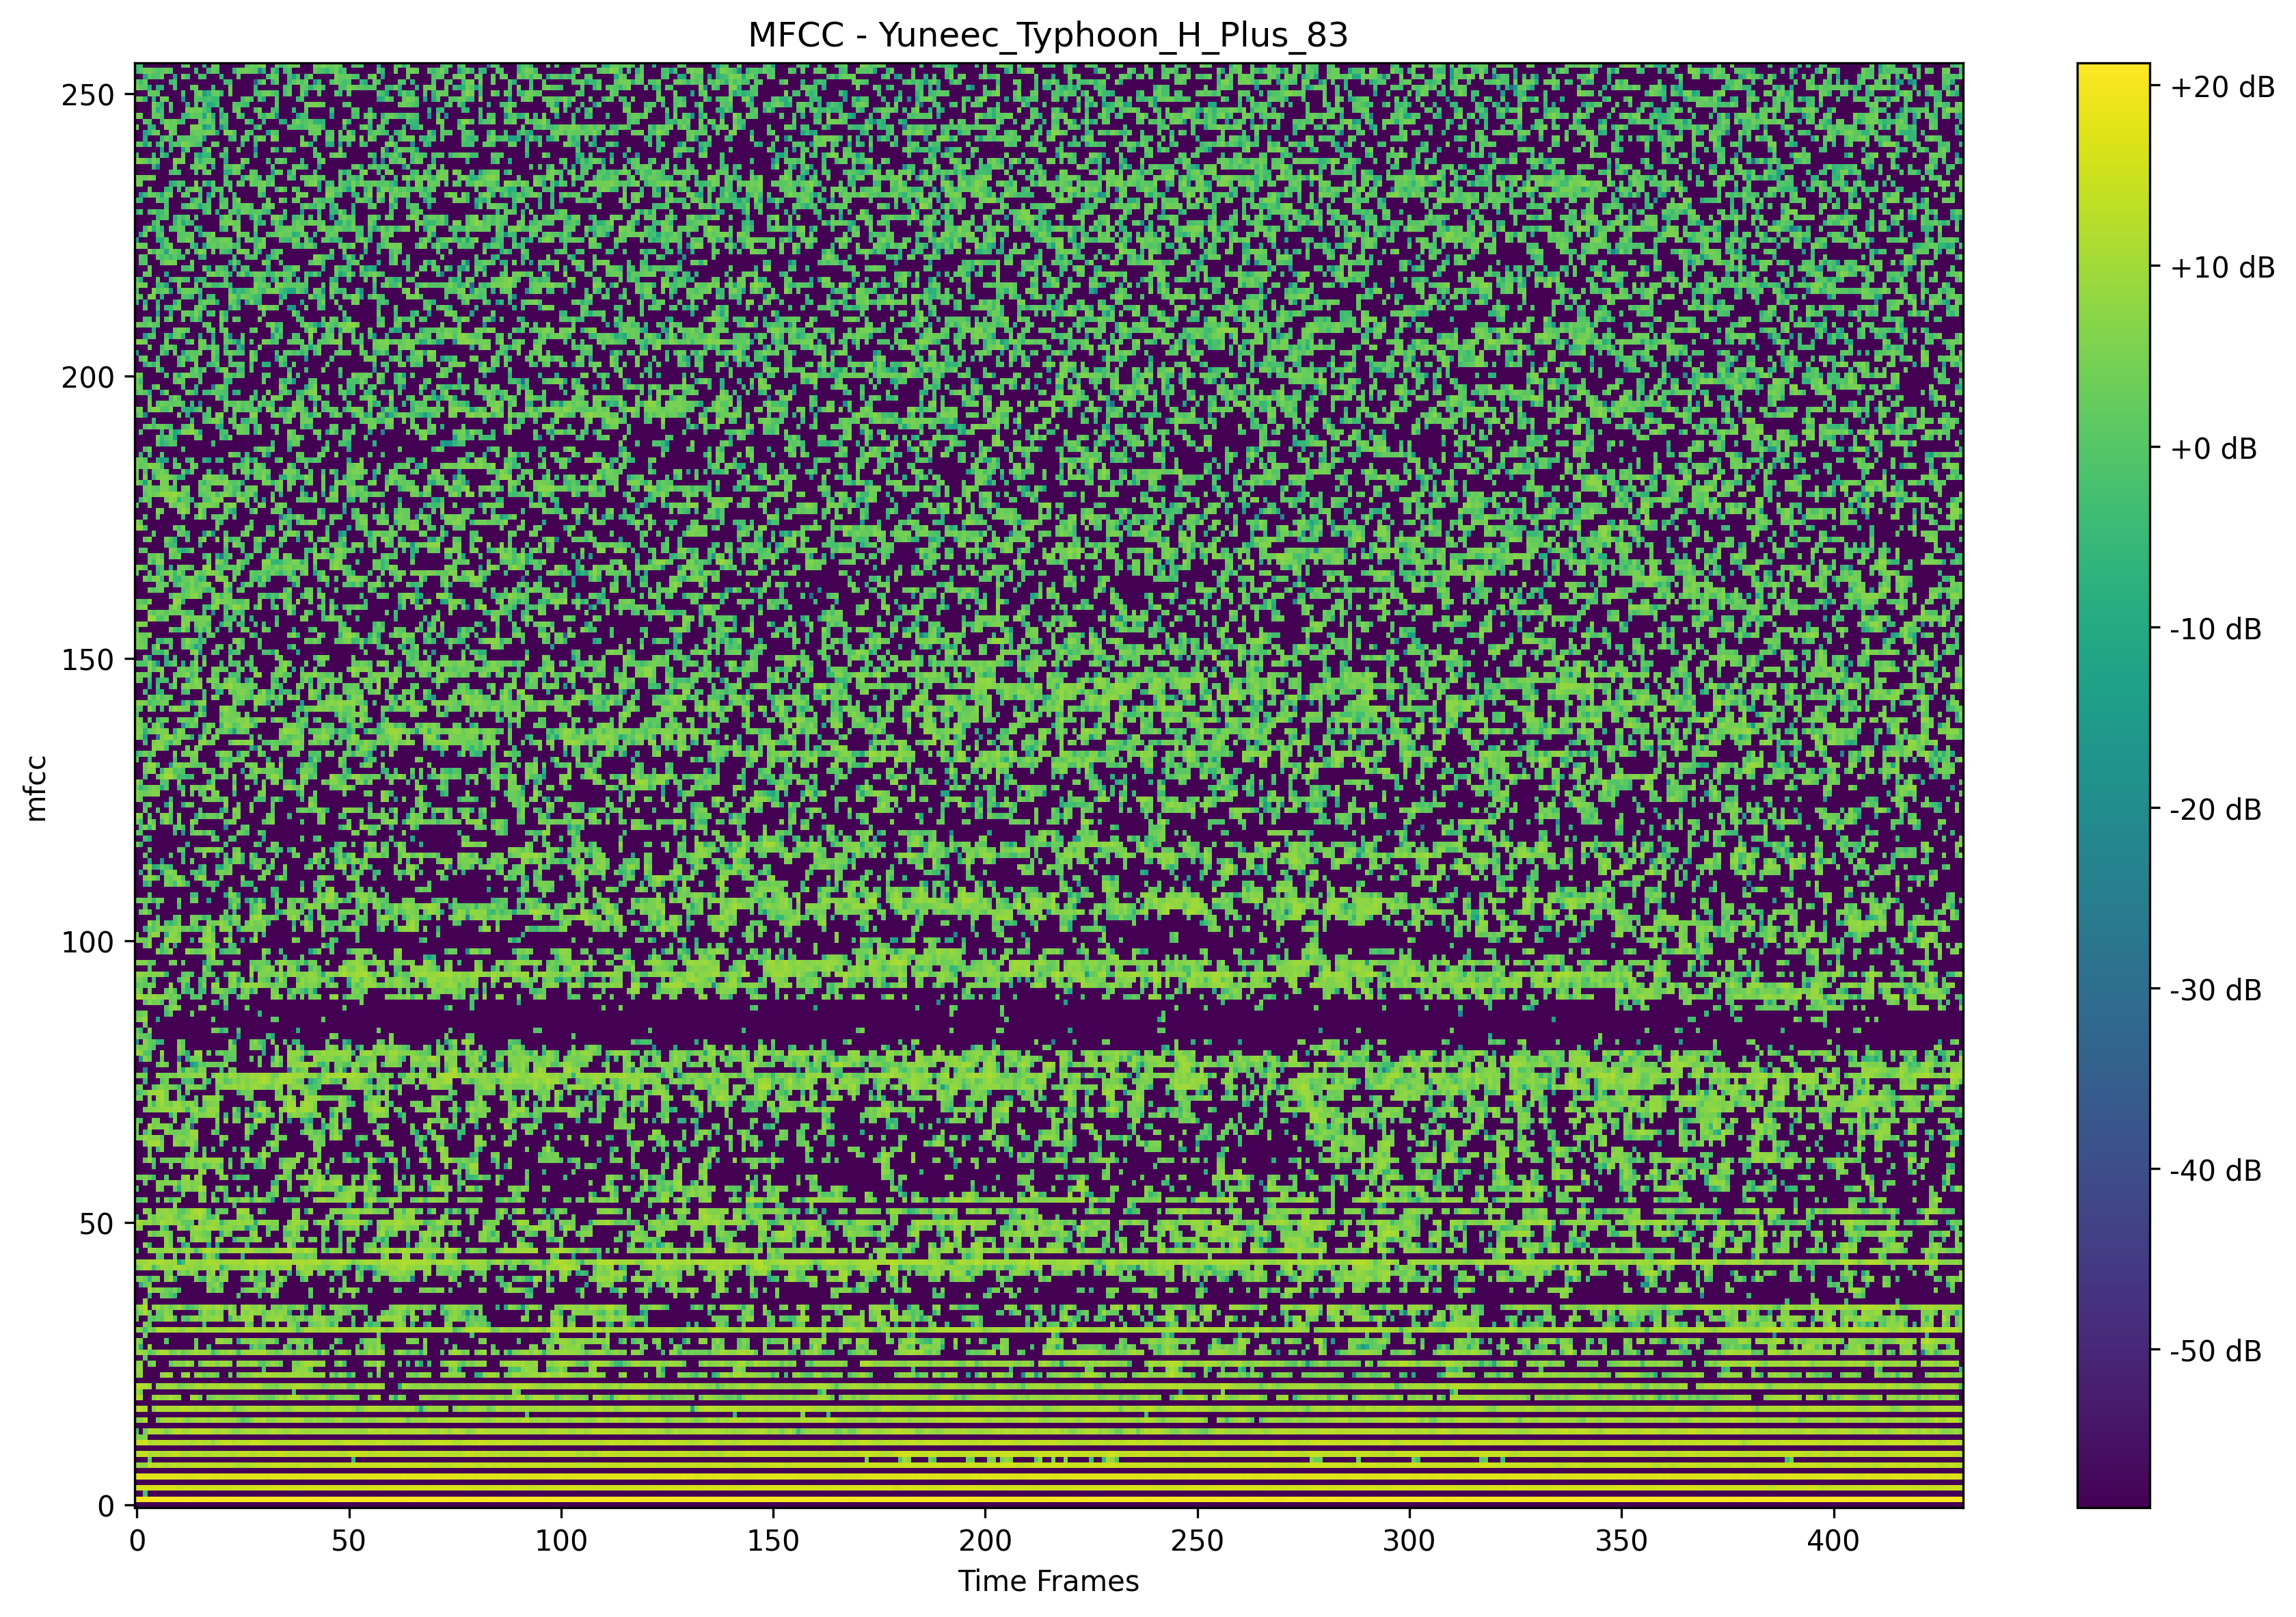 MFCC - Yuneec_Typhoon_H_Plus_83
250
200
150
100
50
0
mfcc
0 50 100 150 200 250 300 350 400
Time Frames
+20 dB
+10 dB
+0 dB
-10 dB
-20 dB
-30 dB
-40 dB
-50 dB